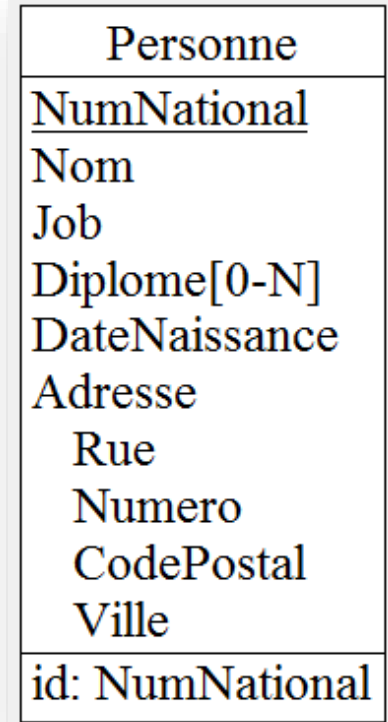 Personne
NumNational
Nom
Job
Diplome[0-N]
DateNaissance
Adresse
Rue
Numero
CodePostal
Ville
id: NumNational